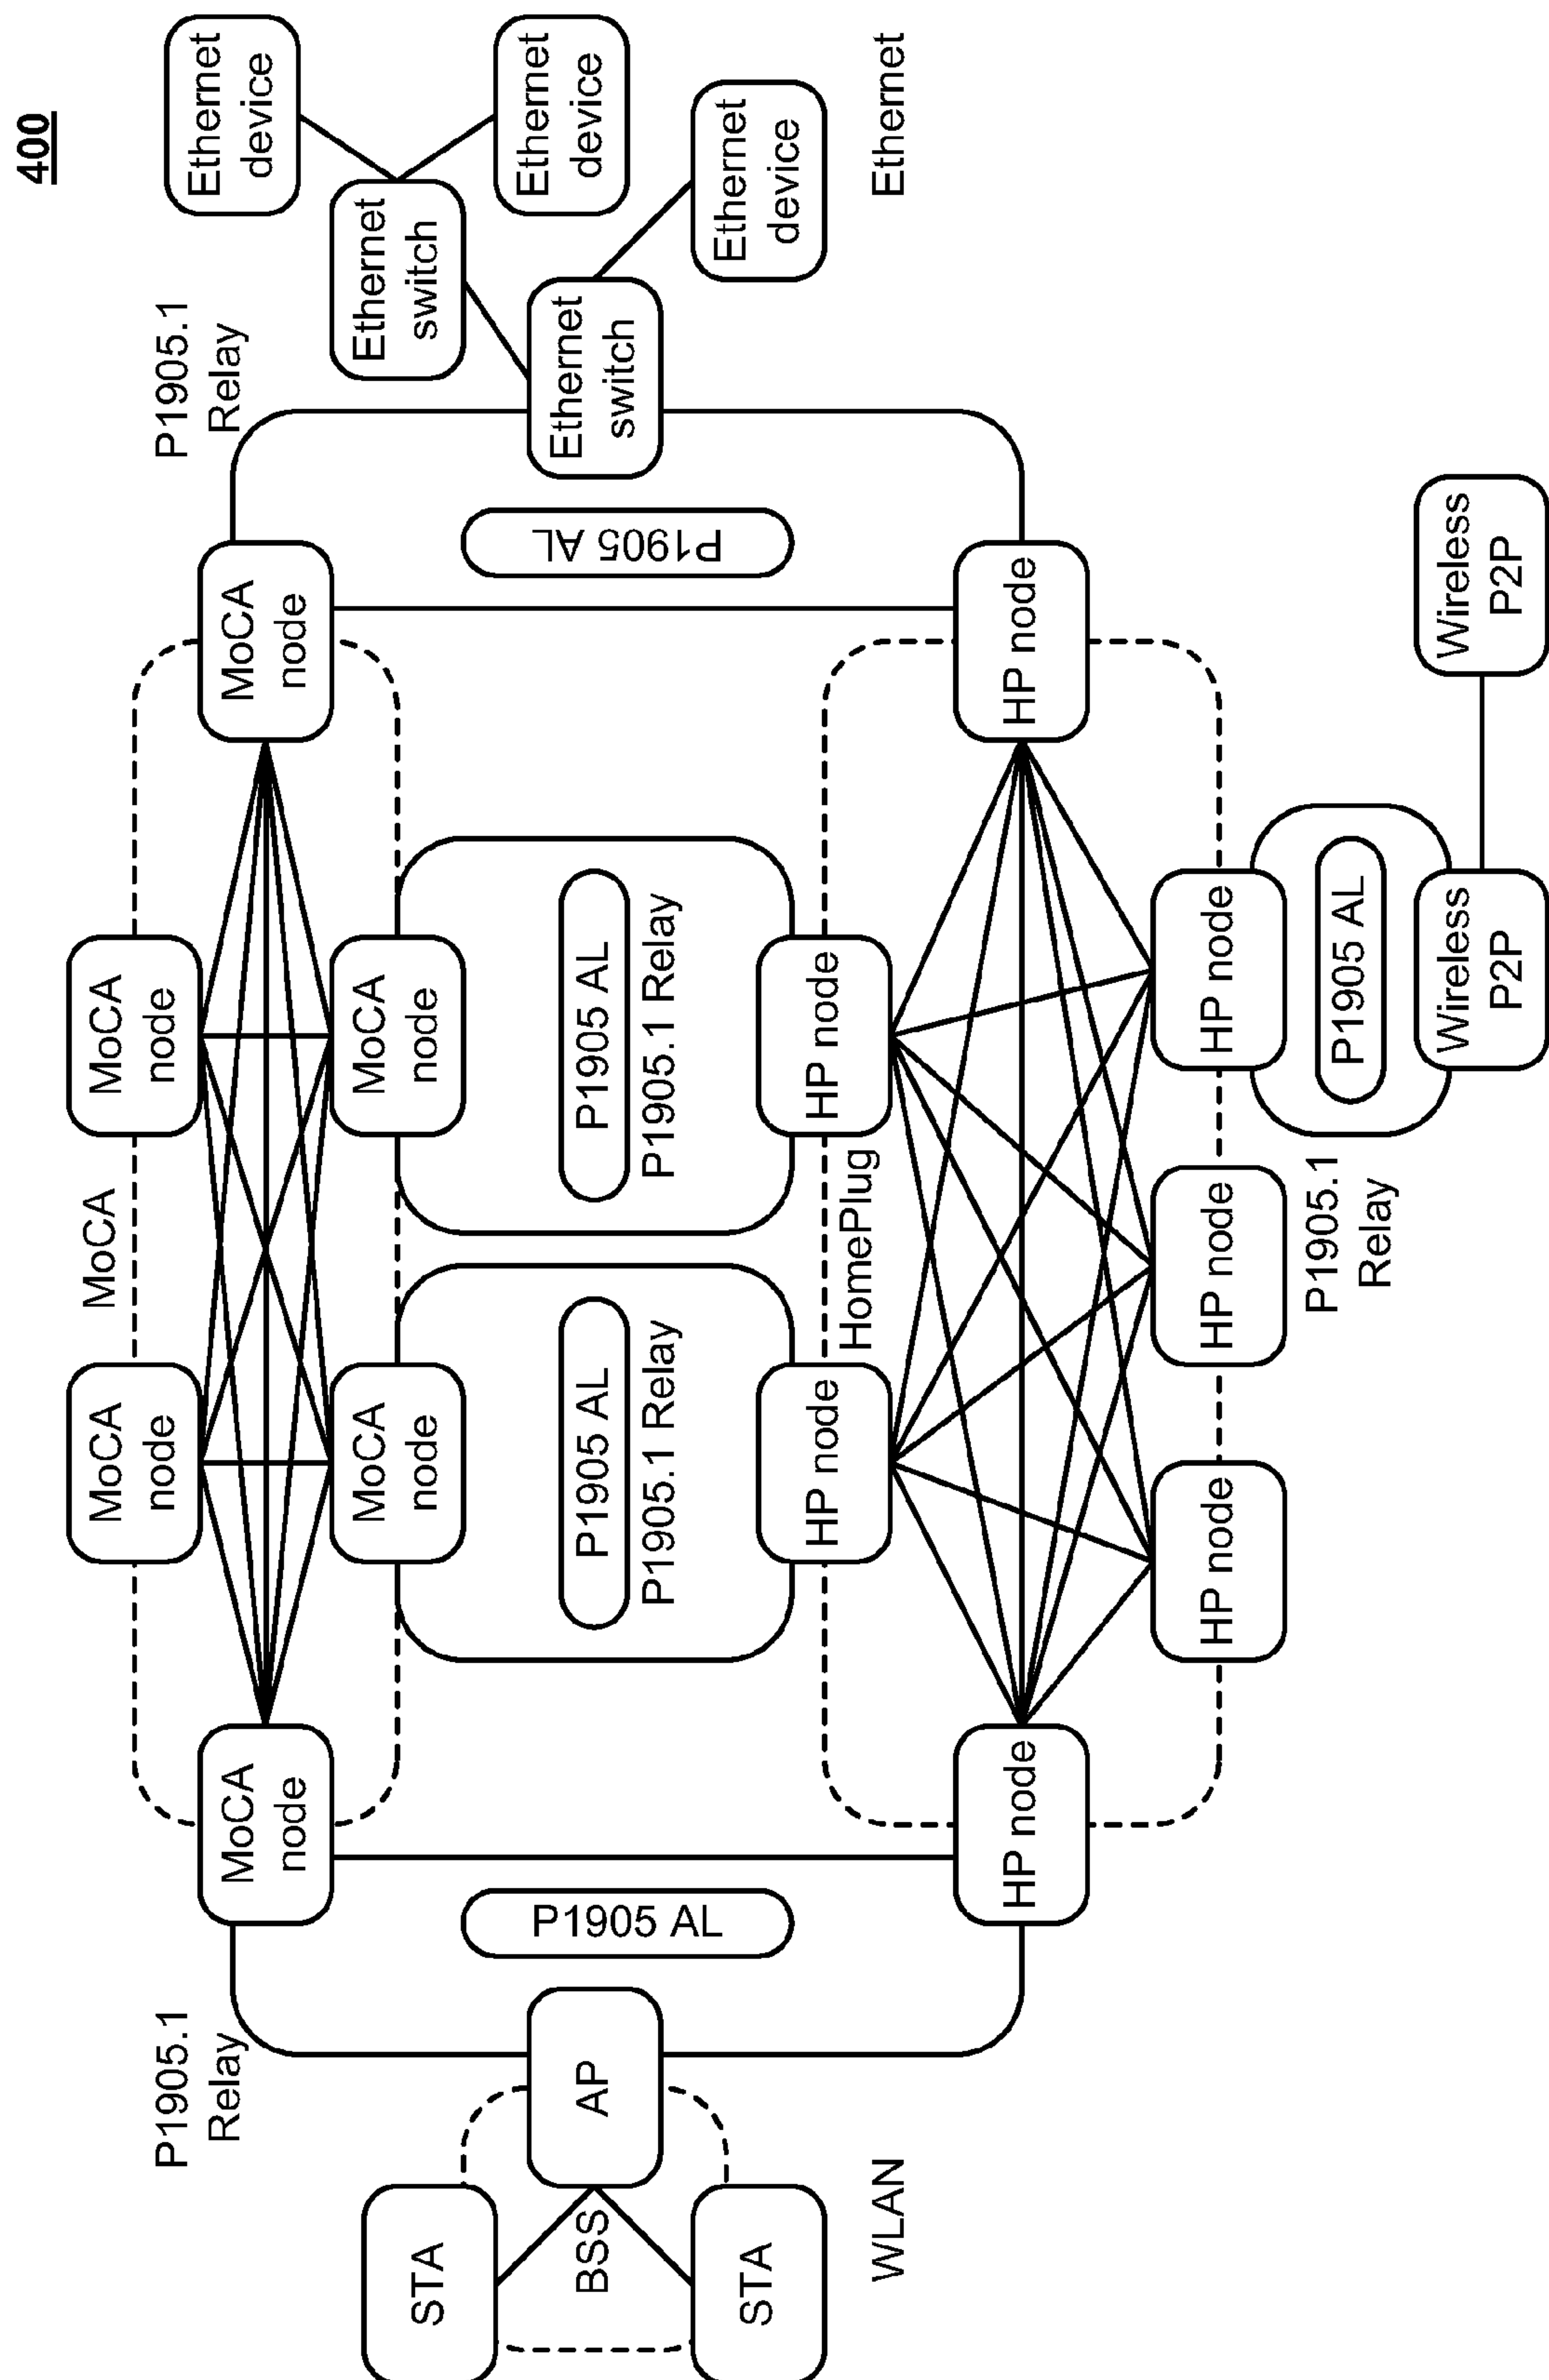 400
MoCA
node
MoCA
MoCA
node
P1905.1
Relay
P1905.1
Relay
Ethernet
device
MoCA
node
MoCA
node
Ethernet
switch
STA
MoCA
node
MoCA
node
Ethernet
device
BSS
AP
P1905 AL
P1905 AL
P1905.1 Relay
P1905 AL
P1905.1 Relay
P1905 AL
Ethernet
switch
STA
HP node
HP node
Ethernet
device
HomePlug
WLAN
Ethernet
HP node
HP node
HP node
HP node
HP node
P1905.1
Relay
P1905 AL
Wireless
P2P
Wireless
P2P